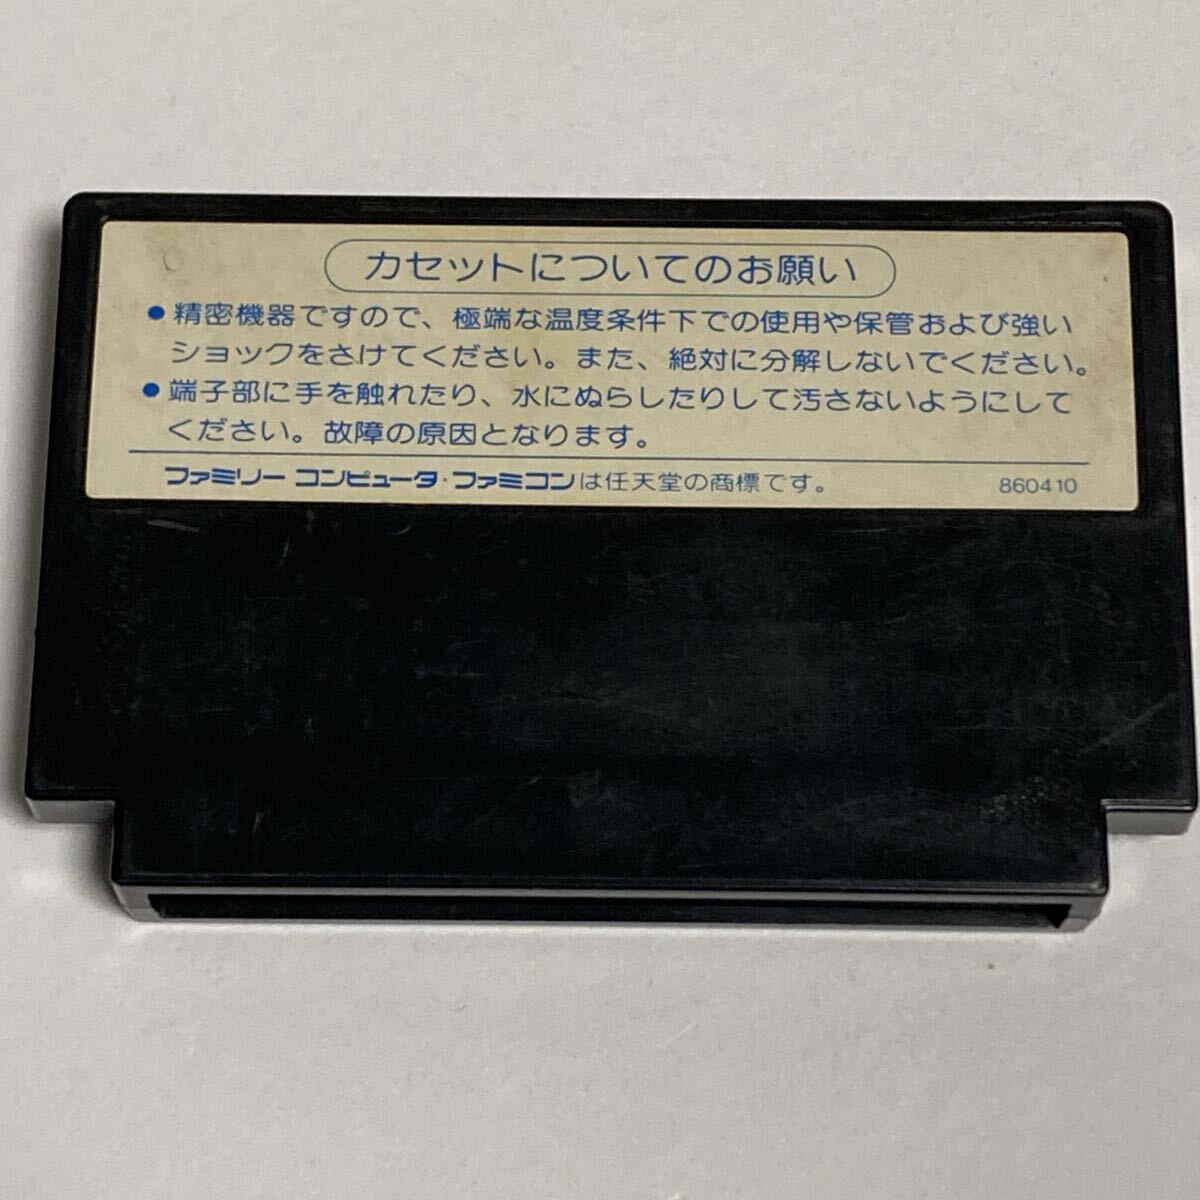 カセットについてのお願い
●精密機器ですので、極端な温度条件下での使用や保管および強い
ショックをさけてください。また、絶対に分解しないでください。
●端子部に手を触れたり、水にぬらしたりして汚さないようにして
ください。故障の原因となります。
ファミリー コンピュータ・ファミコンは任天堂の商標です。 860410